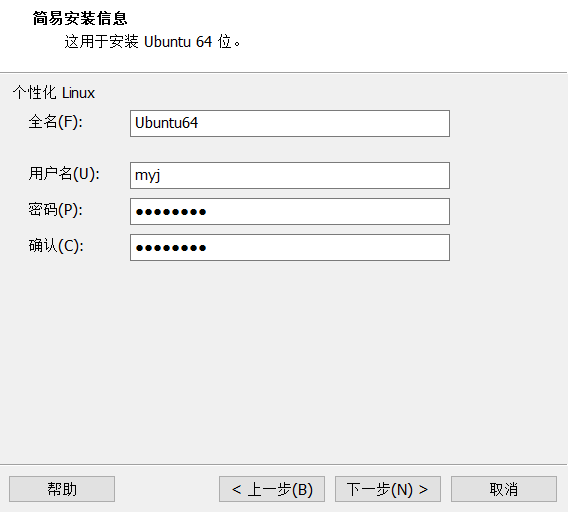 简易安装信息
这用于安装 Ubuntu 64 位。
个性化 Linux
全名(F): Ubuntu64
用户名(U): myj
密码(P): ●●●●●●●●
确认(C): ●●●●●●●●
帮助 < 上一步(B) 下一步(N) > 取消